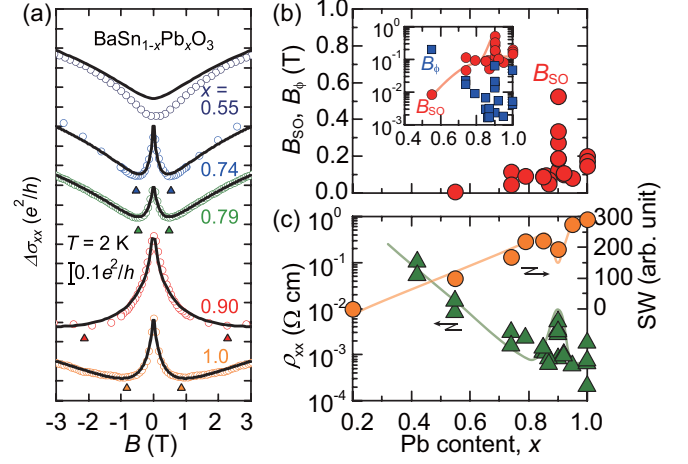 (a)
BaSn1-xPbxO3
x =
0.55
0.74
0.79
T = 2 K
0.1e²/h
0.90
1.0
Δσxx (e²/h)
-3 -2 -1 0 1 2 3
B (T)
(b)
BSO, Bϕ (T)
1.0
0.8
0.6
0.4
0.2
0.0
10⁰
10⁻¹
10⁻²
10⁻³
0.4 0.6 0.8 1.0
Bϕ
BSO
BSO
(c)
ρxx (Ω cm)
10⁰
10⁻¹
10⁻²
10⁻³
10⁻⁴
300
200
100
0
SW (arb. unit)
0.2 0.4 0.6 0.8 1.0
Pb content, x